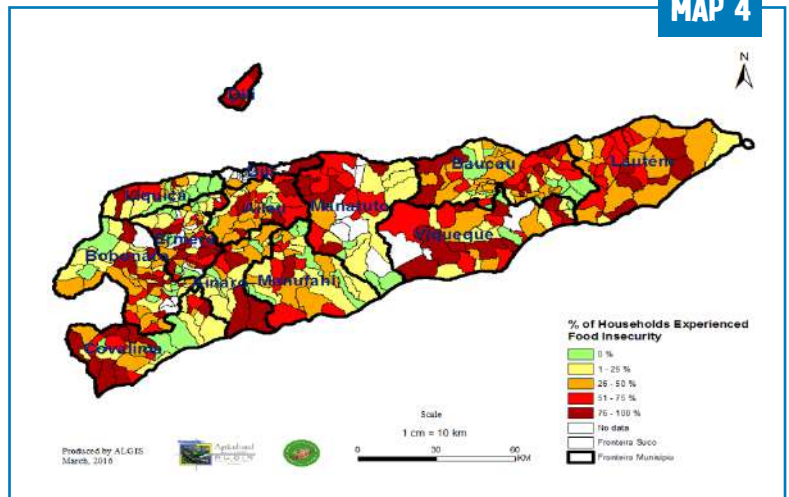 MAP 4
N
Dili
Dili
Baucau
Lautém
Liquiçá
Aileu
Manatuto
Ermera
Viqueque
Bobonaro
Ainaro
Manufahi
Covalima
% of Households Experienced
Food Insecurity
0 %
1 - 25 %
26 - 50 %
51 - 75 %
76 - 100 %
No data
Fronteira Suco
Fronteira Munisipiu
Scale
1 cm = 10 km
0 30 60
KM
Produced by ALGIS
March, 2016